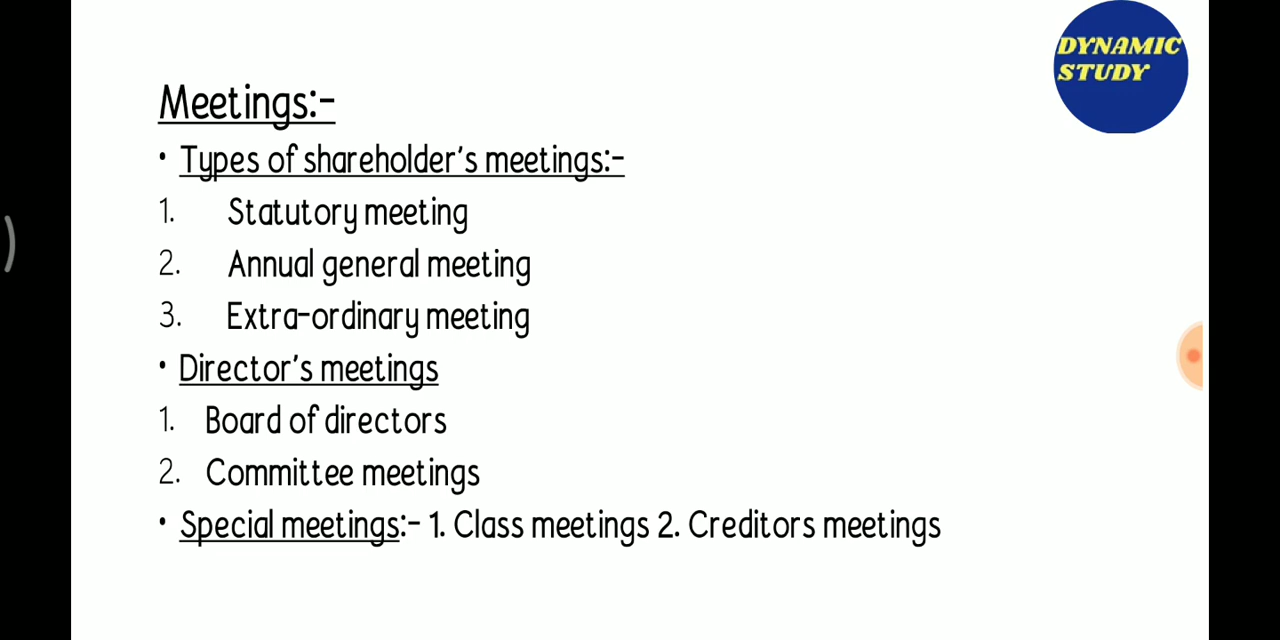 DYNAMIC
STUDY
Meetings:-
• Types of shareholder's meetings:-
1. Statutory meeting
2. Annual general meeting
3. Extra-ordinary meeting
• Director's meetings
1. Board of directors
2. Committee meetings
• Special meetings:- 1. Class meetings 2. Creditors meetings